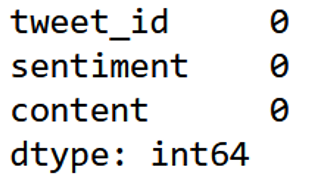 tweet_id     0
sentiment    0
content      0
dtype: int64